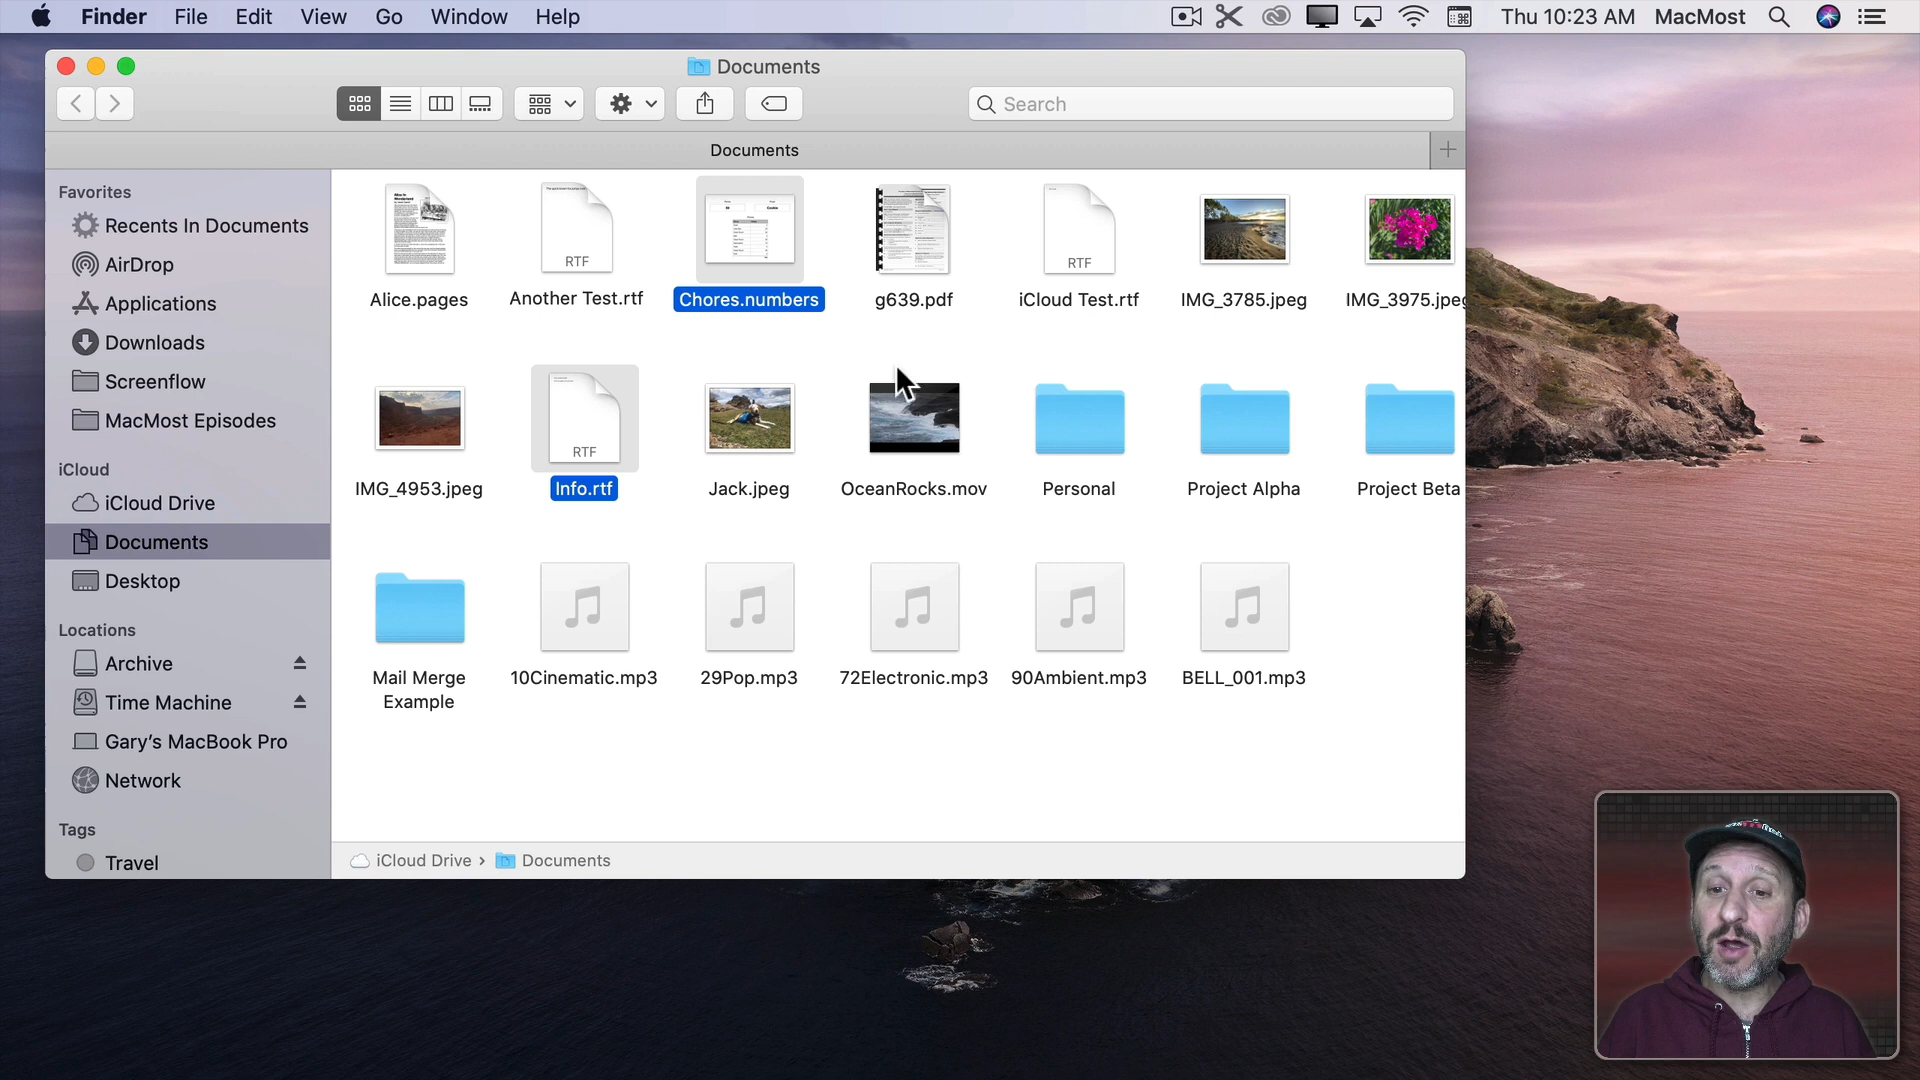 Finder File Edit View Go Window Help Thu 10:23 AM MacMost
Documents
Search
Documents
Favorites
Recents In Documents
AirDrop
Applications
Downloads
Screenflow
MacMost Episodes
iCloud
iCloud Drive
Documents
Desktop
Locations
Archive
Time Machine
Gary's MacBook Pro
Network
Tags
Travel
RTF RTF
Alice.pages Another Test.rtf Chores.numbers g639.pdf iCloud Test.rtf IMG_3785.jpeg IMG_3975.jpeg
RTF
IMG_4953.jpeg Info.rtf Jack.jpeg OceanRocks.mov Personal Project Alpha Project Beta
Mail Merge 10Cinematic.mp3 29Pop.mp3 72Electronic.mp3 90Ambient.mp3 BELL_001.mp3
Example
iCloud Drive › Documents